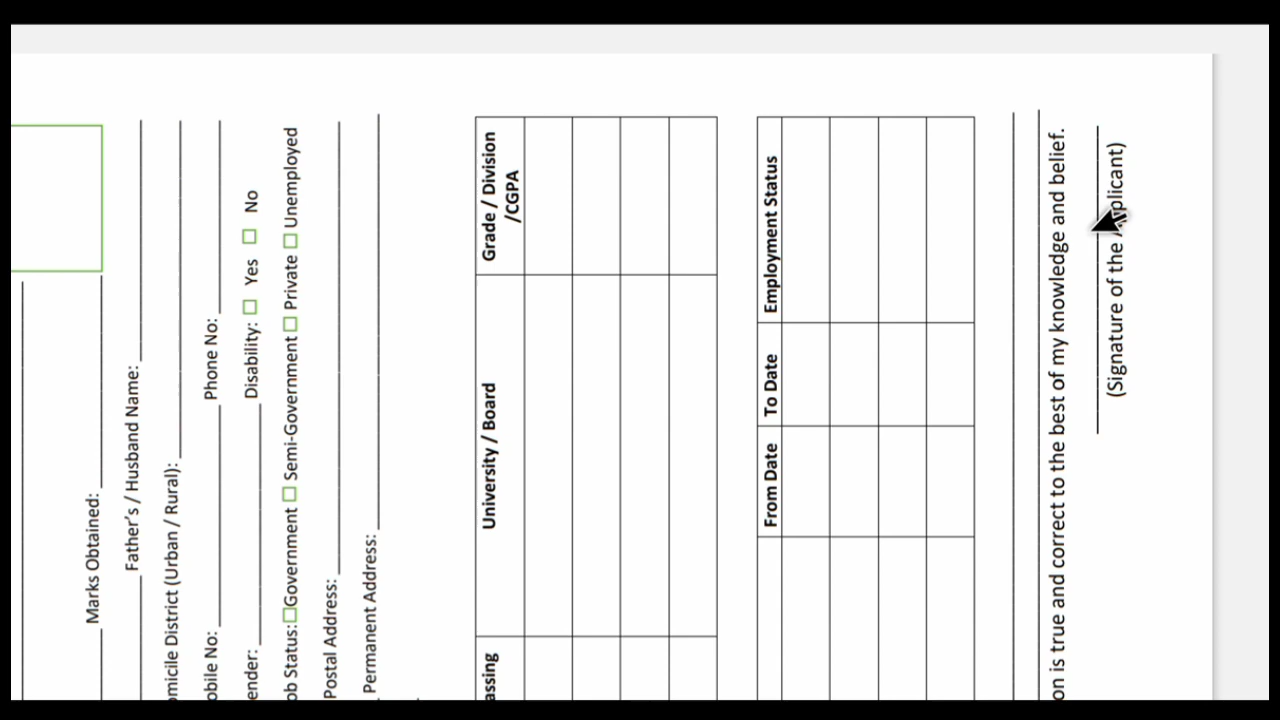 Marks Obtained:
Father's / Husband Name:
omicile District (Urban / Rural):
obile No: Phone No:
ender: Disability: Yes No
ob Status: Government Semi-Government Private Unemployed
Postal Address:
Permanent Address:
assing University / Board Grade / Division
/CGPA
From Date To Date Employment Status
on is true and correct to the best of my knowledge and belief.
(Signature of the Applicant)